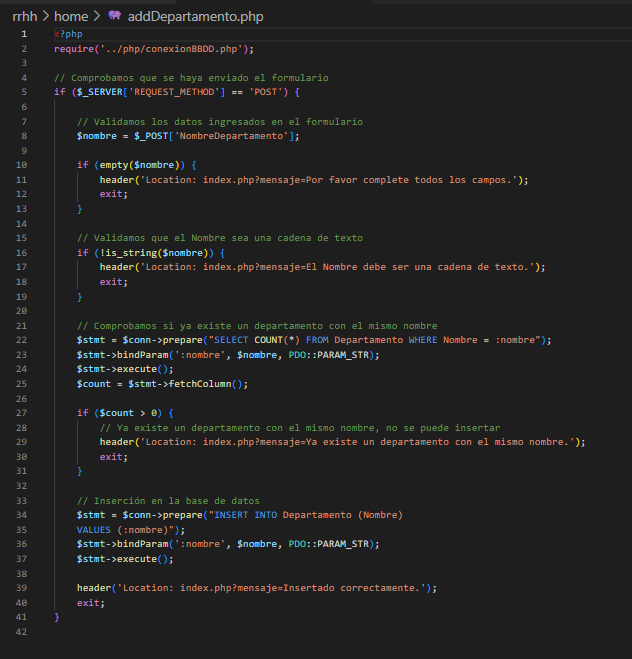 rrhh > home > addDepartamento.php
1 <?php
2 require('../php/conexionBBDD.php');
3
4 // Comprobamos que se haya enviado el formulario
5 if ($_SERVER['REQUEST_METHOD'] == 'POST') {
6
7 // Validamos los datos ingresados en el formulario
8 $nombre = $_POST['NombreDepartamento'];
9
10 if (empty($nombre)) {
11 header('Location: index.php?mensaje=Por favor complete todos los campos.');
12 exit;
13 }
14
15 // Validamos que el Nombre sea una cadena de texto
16 if (!is_string($nombre)) {
17 header('Location: index.php?mensaje=El Nombre debe ser una cadena de texto.');
18 exit;
19 }
20
21 // Comprobamos si ya existe un departamento con el mismo nombre
22 $stmt = $conn->prepare("SELECT COUNT(*) FROM Departamento WHERE Nombre = :nombre");
23 $stmt->bindParam(':nombre', $nombre, PDO::PARAM_STR);
24 $stmt->execute();
25 $count = $stmt->fetchColumn();
26
27 if ($count > 0) {
28 // Ya existe un departamento con el mismo nombre, no se puede insertar
29 header('Location: index.php?mensaje=Ya existe un departamento con el mismo nombre.');
30 exit;
31 }
32
33 // Inserción en la base de datos
34 $stmt = $conn->prepare("INSERT INTO Departamento (Nombre)
35 VALUES (:nombre)");
36 $stmt->bindParam(':nombre', $nombre, PDO::PARAM_STR);
37 $stmt->execute();
38
39 header('Location: index.php?mensaje=Insertado correctamente.');
40 exit;
41 }
42